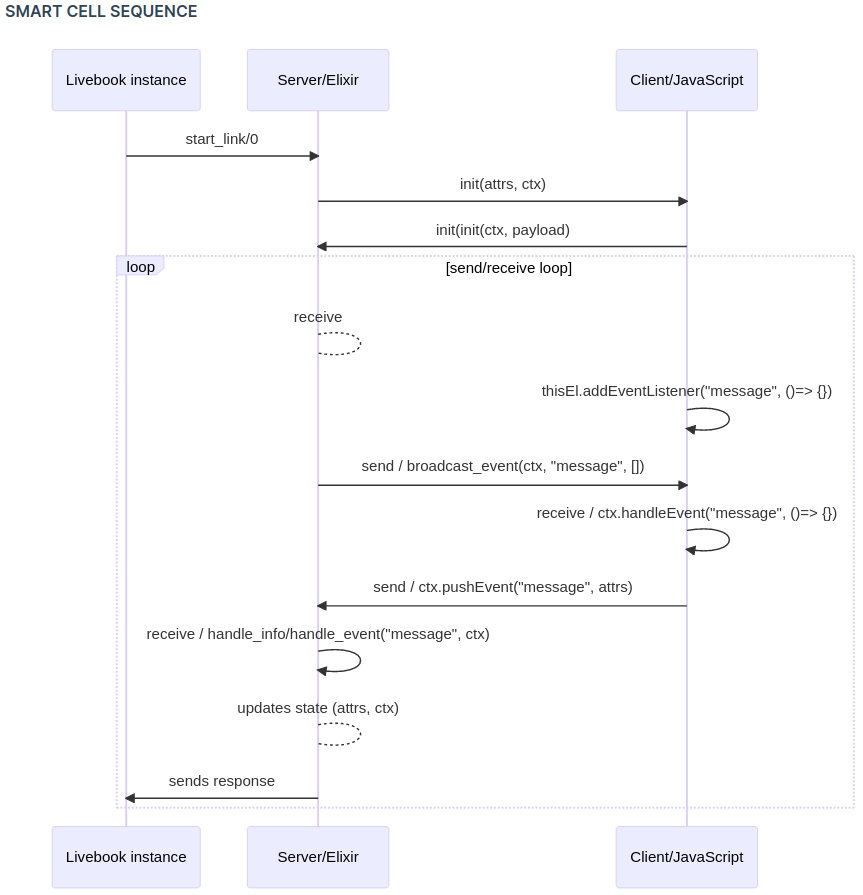 SMART CELL SEQUENCE
Livebook instance
Server/Elixir
Client/JavaScript
start_link/0
init(attrs, ctx)
init(init(ctx, payload)
loop
[send/receive loop]
receive
thisEl.addEventListener("message", ()=> {})
send / broadcast_event(ctx, "message", [])
receive / ctx.handleEvent("message", ()=> {})
send / ctx.pushEvent("message", attrs)
receive / handle_info/handle_event("message", ctx)
updates state (attrs, ctx)
sends response
Livebook instance
Server/Elixir
Client/JavaScript